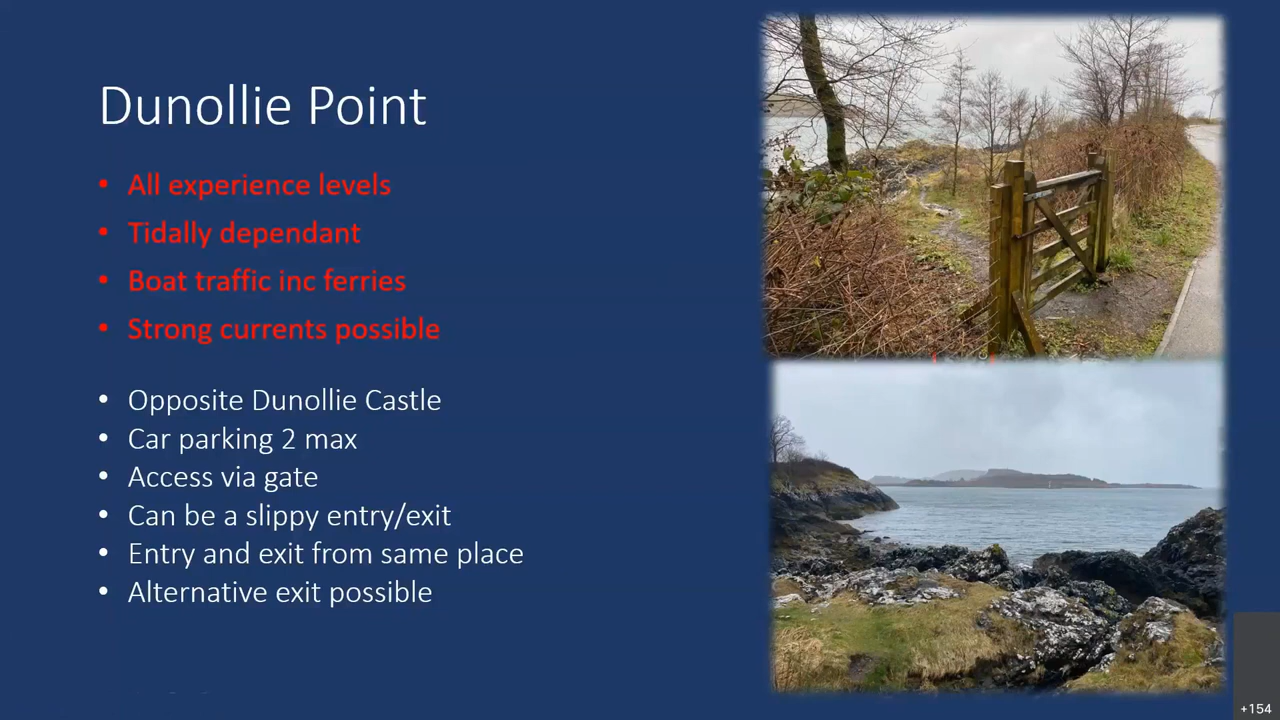 Dunollie Point
• All experience levels
• Tidally dependant
• Boat traffic inc ferries
• Strong currents possible
• Opposite Dunollie Castle
• Car parking 2 max
• Access via gate
• Can be a slippy entry/exit
• Entry and exit from same place
• Alternative exit possible
+154